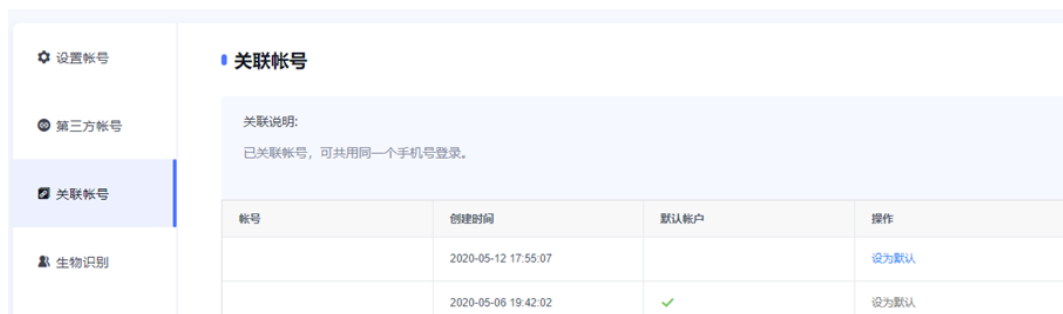 设置帐号
第三方帐号
关联帐号
生物识别
关联帐号
关联说明:
已关联帐号，可共用同一个手机号登录。
帐号 创建时间 默认帐户 操作
2020-05-12 17:55:07 设为默认
2020-05-06 19:42:02 设为默认